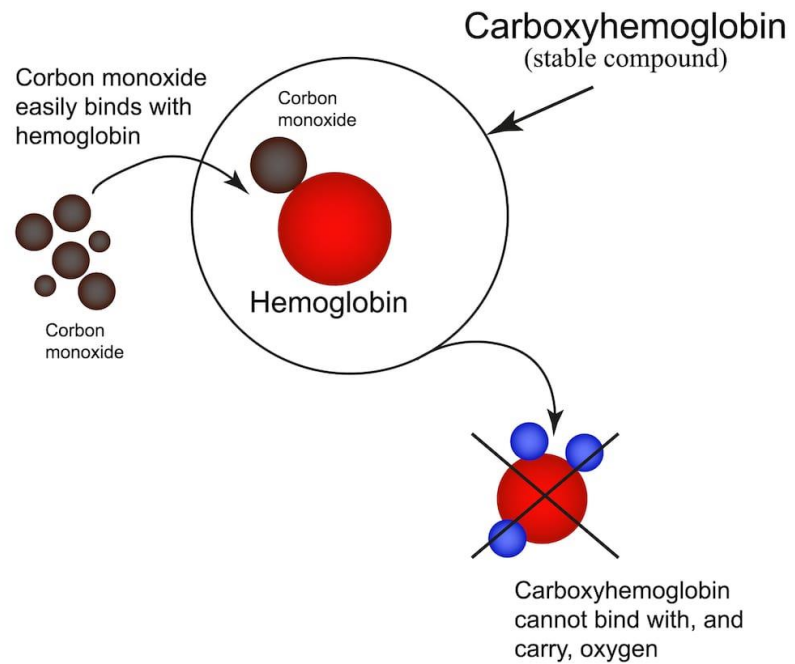 Carboxyhemoglobin
(stable compound)
Corbon monoxide
easily binds with
hemoglobin
Corbon
monoxide
Hemoglobin
Corbon
monoxide
Carboxyhemoglobin
cannot bind with, and
carry, oxygen